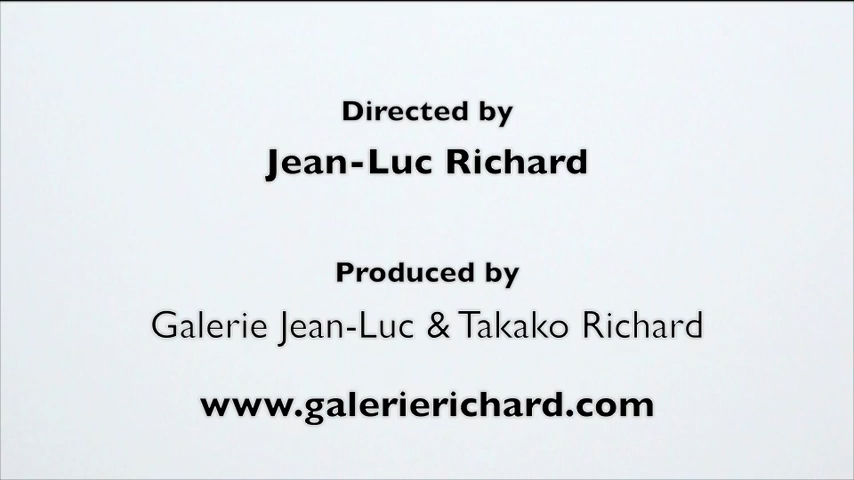 Directed by
Jean-Luc Richard
Produced by
Galerie Jean-Luc & Takako Richard
www.galerierichard.com